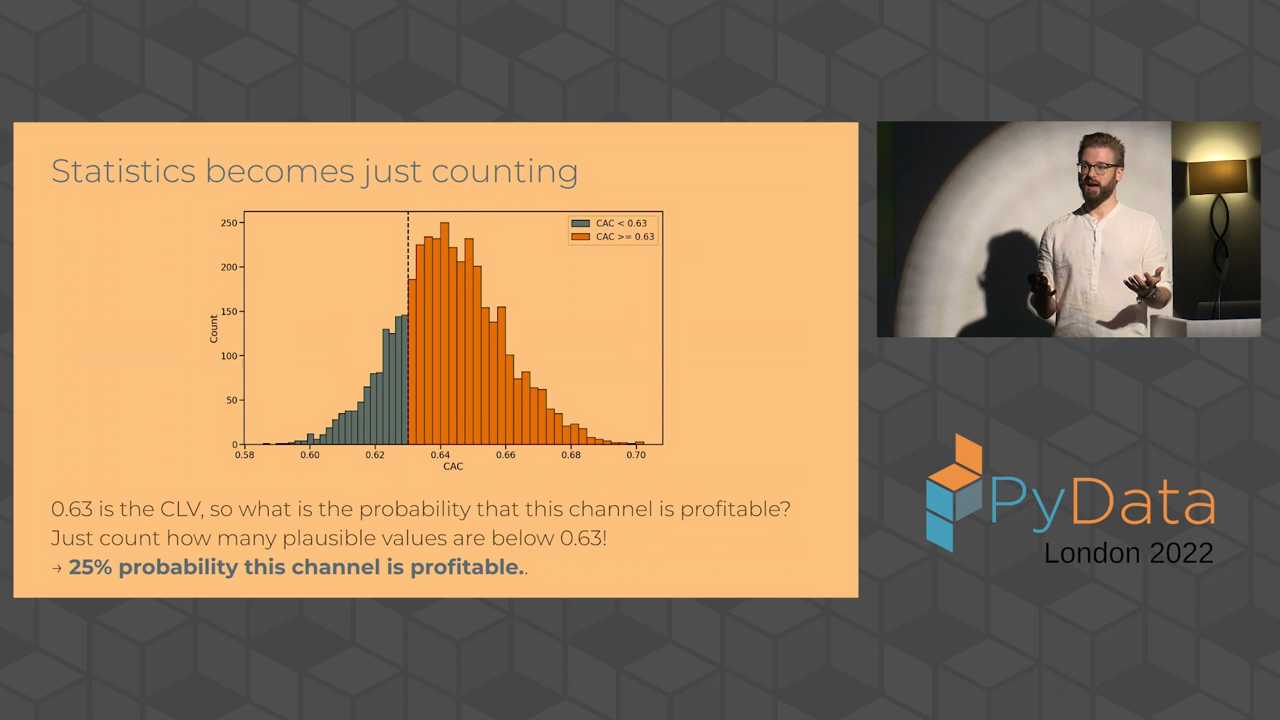 Statistics becomes just counting
250
200
150
100
50
0
Count
0.58 0.60 0.62 0.64 0.66 0.68 0.70
CAC
CAC < 0.63
CAC >= 0.63
0.63 is the CLV, so what is the probability that this channel is profitable?
Just count how many plausible values are below 0.63!
→ 25% probability this channel is profitable..
PyData
London 2022